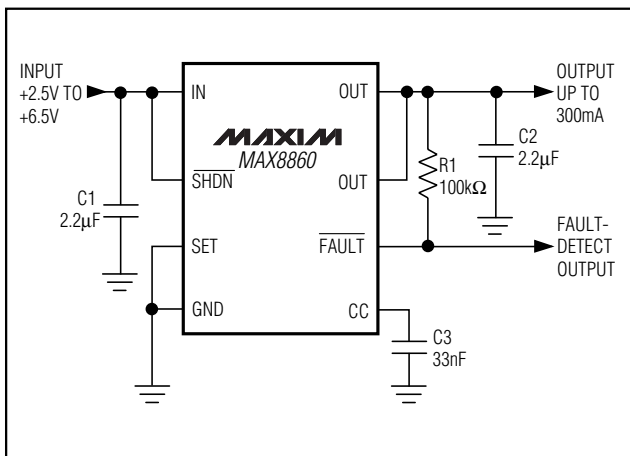 INPUT
+2.5V TO
+6.5V
IN
OUT
OUTPUT
UP TO
300mA
MAXIM
MAX8860
C2
2.2µF
C1
2.2µF
SHDN
OUT
R1
100kΩ
SET
FAULT
FAULT-
DETECT
OUTPUT
GND
CC
C3
33nF